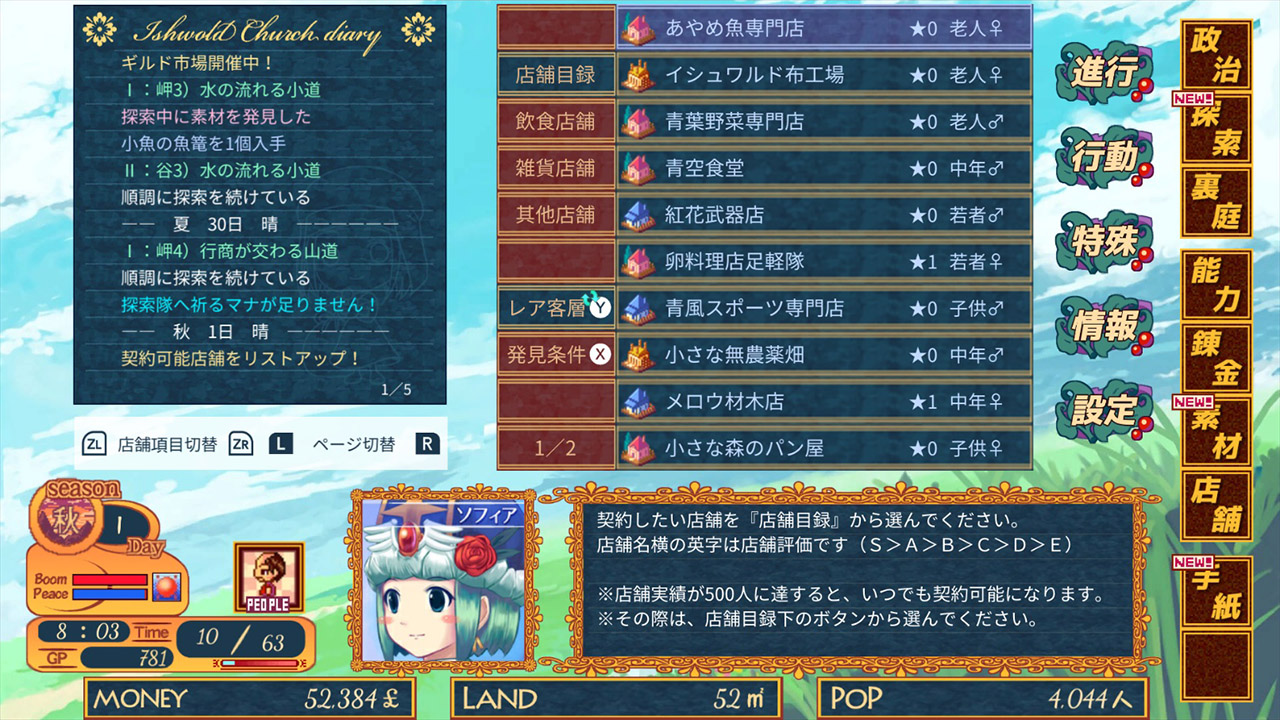 Ishwold Church diary
ギルド市場開催中！
Ⅰ：岬3）水の流れる小道
探索中に素材を発見した
小魚の魚篭を1個入手
Ⅱ：谷3）水の流れる小道
順調に探索を続けている
―― 夏 30日 晴 ――――――
Ⅰ：岬4）行商が交わる山道
順調に探索を続けている
探索隊へ祈るマナが足りません！
―― 秋 1日 晴 ――――――
契約可能店舗をリストアップ！
1／5
ZL 店舗項目切替 ZR L ページ切替 R
あやめ魚専門店 ★0 老人♀
店舗目録 イシュワルド布工場 ★0 老人♀
飲食店舗 青葉野菜専門店 ★0 老人♂
雑貨店舗 青空食堂 ★0 中年♂
其他店舗 紅花武器店 ★0 若者♂
卵料理店足軽隊 ★1 若者♀
レア客層 Y 青風スポーツ専門店 ★0 子供♂
発見条件 X 小さな無農薬畑 ★0 中年♂
メロウ材木店 ★1 中年♀
1／2 小さな森のパン屋 ★0 子供♀
進行
行動
特殊
情報
設定
政治
NEW!
探索
裏庭
能力
錬金
NEW!
素材
店舗
NEW!
手紙
season
秋
1
Day
Boom
Peace
8：03 Time
GP 781
10 / 63
PEOPLE
ソフィア
契約したい店舗を『店舗目録』から選んでください。
店舗名横の英字は店舗評価です（S＞A＞B＞C＞D＞E）
※店舗実績が500人に達すると、いつでも契約可能になります。
※その際は、店舗目録下のボタンから選んでください。
MONEY 52,384 £
LAND 52 ㎡
POP 4,044 人